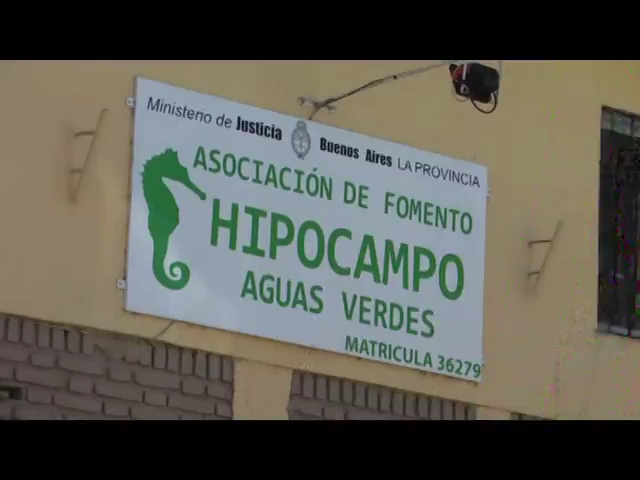 Ministerio de Justicia Buenos Aires LA PROVINCIA
ASOCIACIÓN DE FOMENTO
HIPOCAMPO
AGUAS VERDES
MATRICULA 36279